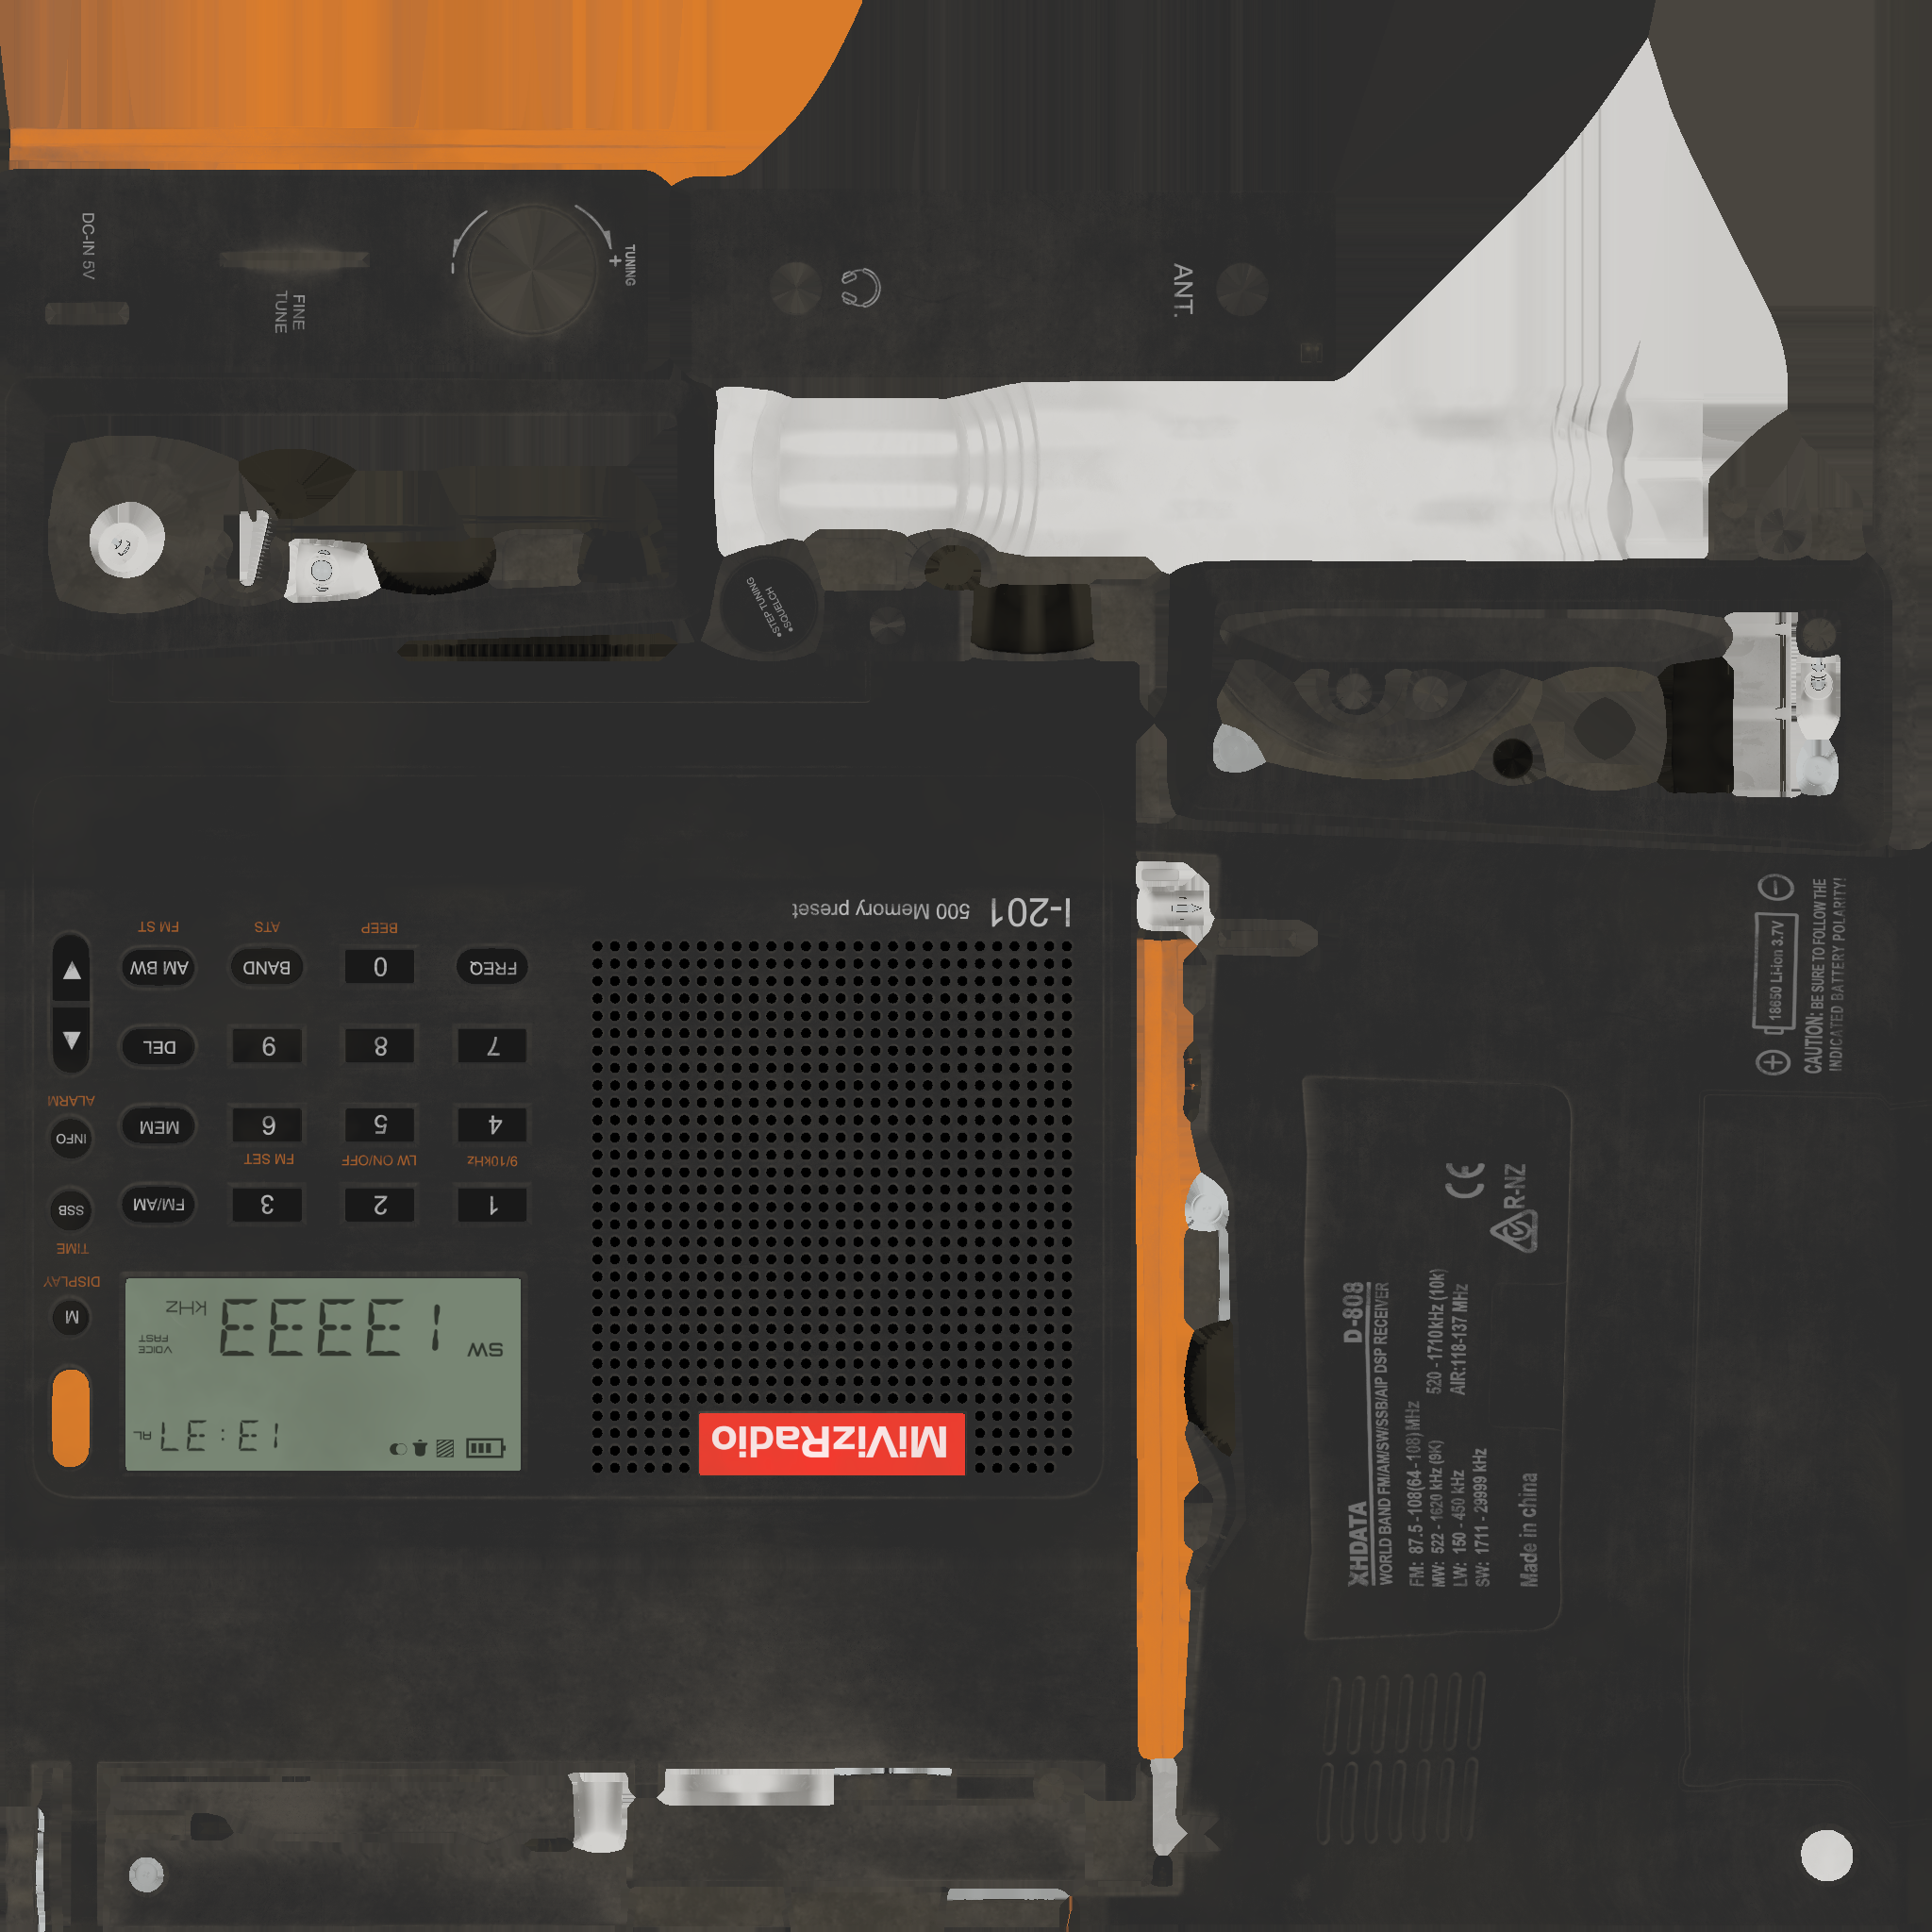 DC-IN 5V
FINE
TUNE
TUNING
- +
ANT.
•STEP TUNING
•SQUELCH
MiVizRadio
13:37 AL
SW 13333 kHz
VOICE
FAST
M
DISPLAY
TIME
1 2 3 FM/AM SSB
9/10kHz LW ON/OFF FM SET
4 5 6 MEM INFO
ALARM
7 8 9 DEL
FREQ 0 BAND AM BW
BEEP ATS FM ST
I-201 500 Memory preset
18650 Li-ion 3.7V
CAUTION: BE SURE TO FOLLOW THE
INDICATED BATTERY POLARITY!
XHDATA D-808
WORLD BAND FM/AM/SW/SSB/AIP DSP RECEIVER
FM: 87.5 -108(64 -108)MHz
MW: 522 - 1620 kHz (9K) 520 - 1710kHz (10k)
LW: 150 - 450 kHz AIR:118-137 MHz
SW: 1711 - 29999 kHz
Made in china
CE
R-NZ